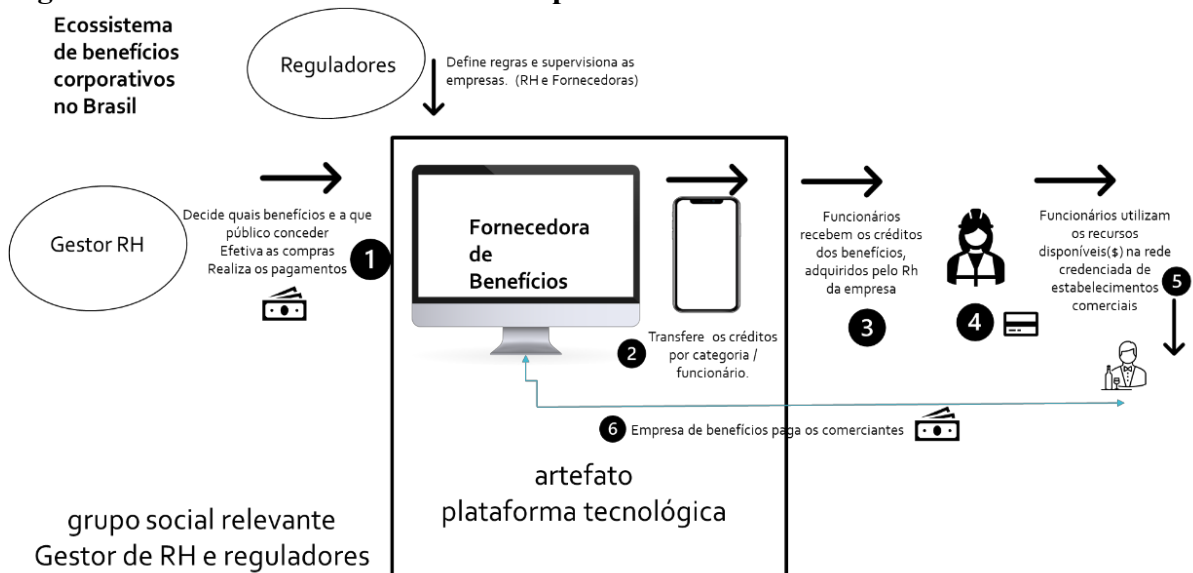 Ecossistema
de benefícios
corporativos
no Brasil
Reguladores
Define regras e supervisiona as
empresas. (RH e Fornecedoras)
Gestor RH
Decide quais benefícios e a que
público conceder
Efetiva as compras
Realiza os pagamentos
1
Fornecedora
de
Benefícios
2
Transfere os créditos
por categoria /
funcionário.
Funcionários
recebem os créditos
dos benefícios,
adquiridos pelo Rh
da empresa
3
4
Funcionários utilizam
os recursos
disponíveis($) na rede
credenciada de
estabelecimentos
comerciais
5
6 Empresa de benefícios paga os comerciantes
artefato
plataforma tecnológica
grupo social relevante
Gestor de RH e reguladores